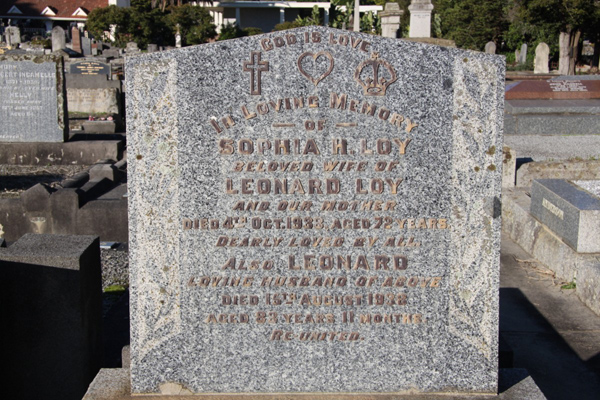 GOD IS LOVE
IN LOVING MEMORY
OF
SOPHIA H. LOY
BELOVED WIFE OF
LEONARD LOY
AND OUR MOTHER
DIED 4TH OCT. 1933. AGED 72 YEARS.
DEARLY LOVED BY ALL
ALSO LEONARD
LOVING HUSBAND OF ABOVE
DIED 15TH AUGUST 1938
AGED 83 YEARS 11 MONTHS.
RE-UNITED.